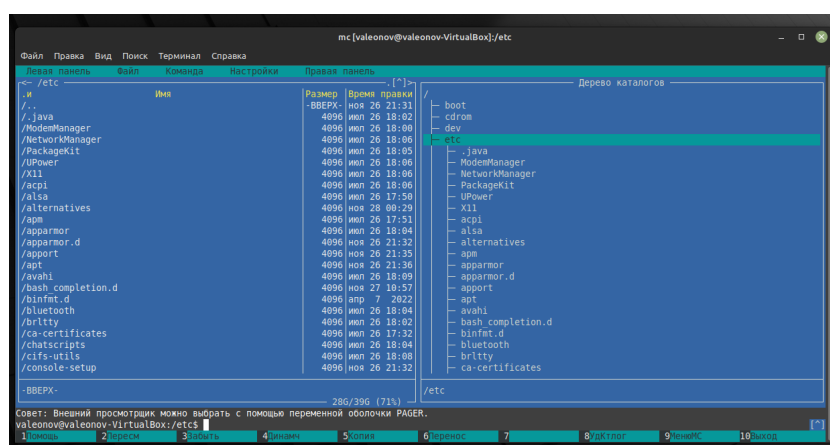 mc [valeonov@valeonov-VirtualBox]:/etc
Файл Правка Вид Поиск Терминал Справка
Левая панель Файл Команда Настройки Правая панель
<- /etc .[^]>
.и Имя Размер Время правки
/.. -ВВЕРХ- ноя 26 21:31
/.java 4096 июл 26 18:02
/ModemManager 4096 июл 26 18:00
/NetworkManager 4096 июл 26 18:06
/PackageKit 4096 июл 26 18:05
/UPower 4096 июл 26 18:06
/X11 4096 июл 26 18:06
/acpi 4096 июл 26 18:06
/alsa 4096 июл 26 17:50
/alternatives 4096 ноя 28 00:29
/apm 4096 июл 26 17:51
/apparmor 4096 июл 26 18:04
/apparmor.d 4096 ноя 26 21:32
/apport 4096 ноя 26 21:35
/apt 4096 ноя 26 21:36
/avahi 4096 июл 26 18:09
/bash_completion.d 4096 ноя 27 10:57
/binfmt.d 4096 апр 7 2022
/bluetooth 4096 июл 26 18:04
/brltty 4096 июл 26 18:02
/ca-certificates 4096 июл 26 17:32
/chatscripts 4096 июл 26 18:04
/cifs-utils 4096 июл 26 18:08
/console-setup 4096 ноя 26 21:32
-ВВЕРХ-
28G/39G (71%)
Дерево каталогов
/
boot
cdrom
dev
etc
.java
ModemManager
NetworkManager
PackageKit
UPower
X11
acpi
alsa
alternatives
apm
apparmor
apparmor.d
apport
apt
avahi
bash_completion.d
binfmt.d
bluetooth
brltty
ca-certificates
/etc
Совет: Внешний просмотрщик можно выбрать с помощью переменной оболочки PAGER.
valeonov@valeonov-VirtualBox:/etc$ [^]
1Помощь 2Пересм 3Забыть 4Динамч 5Копия 6Перенос 7 8УдКтлог 9МенюMC 10Выход